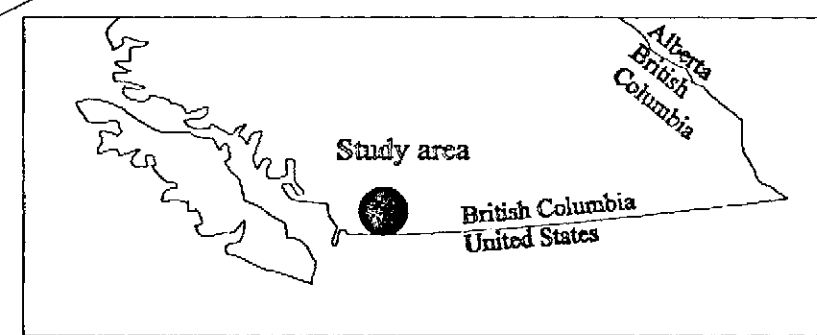 Alberta
British
Columbia
Study area
British Columbia
United States